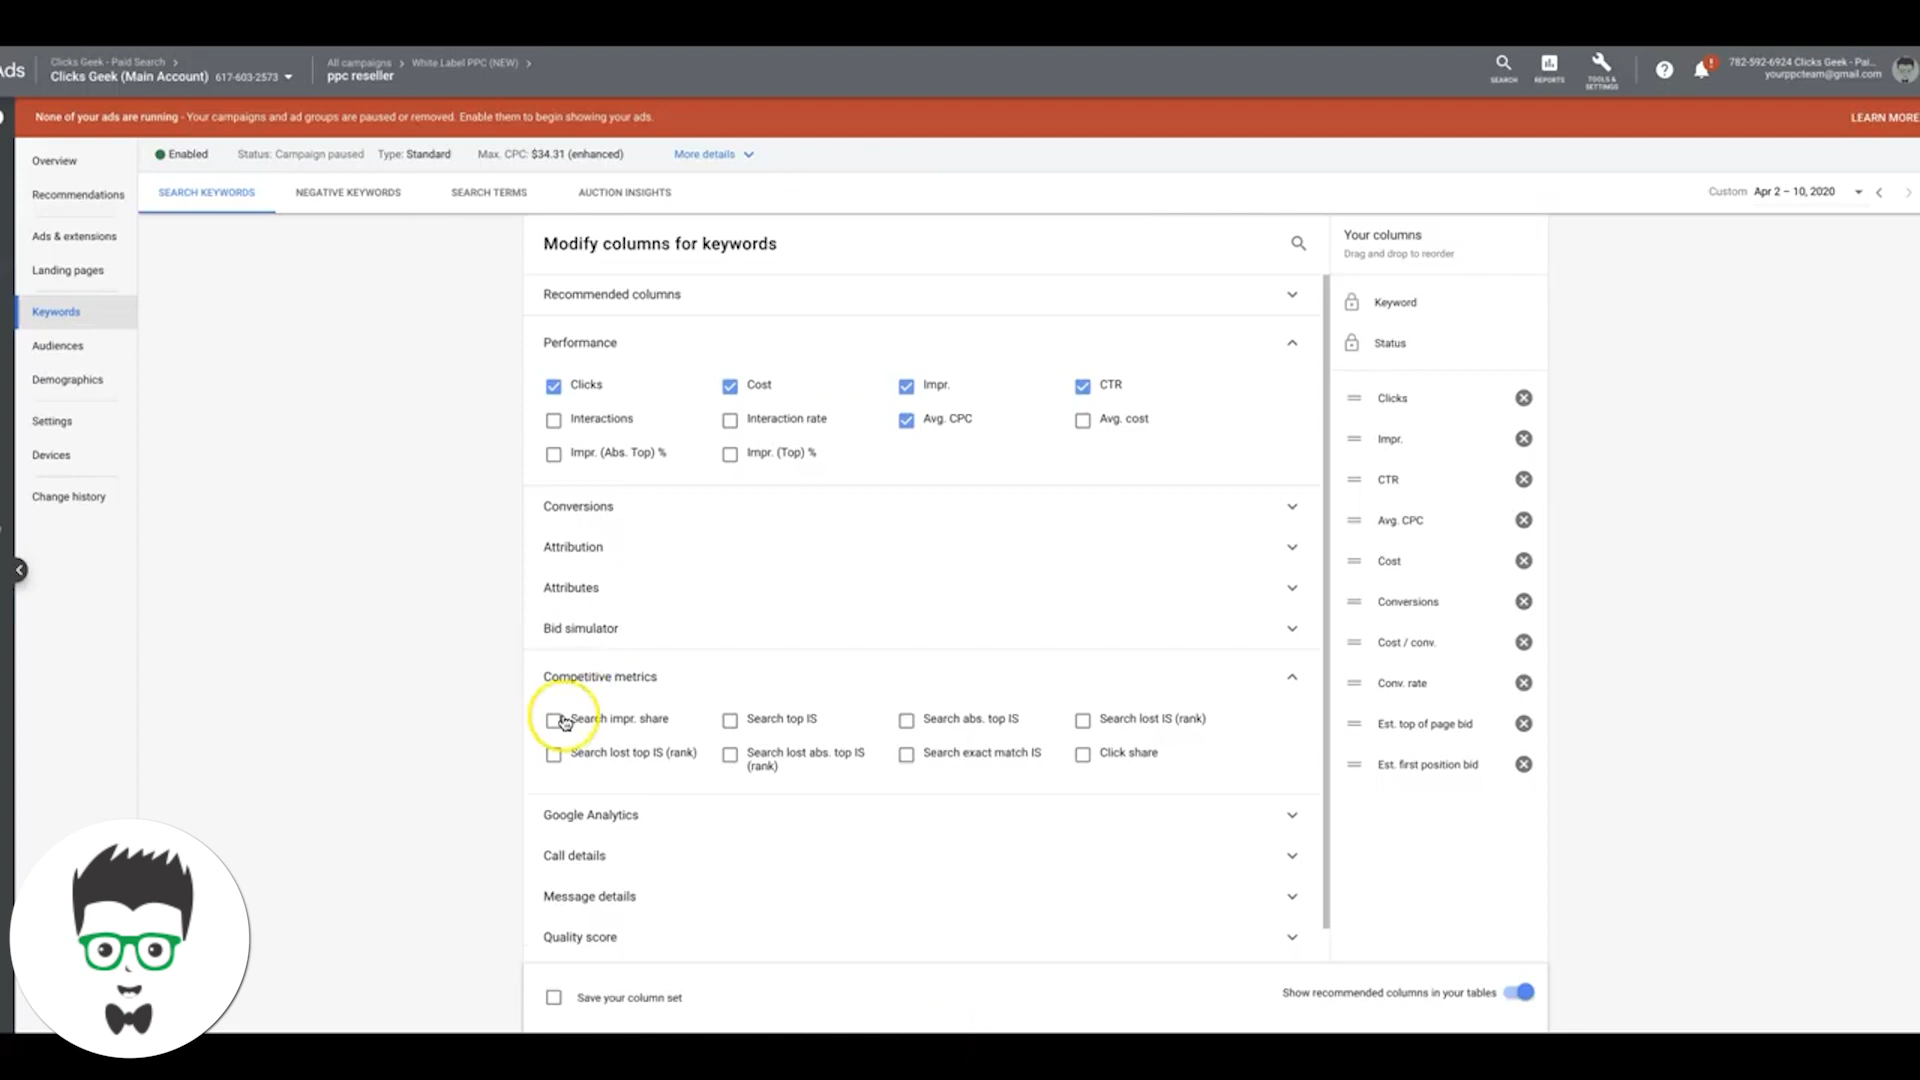 Ads
Clicks Geek - Paid Search
Clicks Geek (Main Account) 617-603-2573
All campaigns
White Label PPC (NEW)
ppc reseller
SEARCH
REPORTS
TOOLS &
SETTINGS
?
!
782-592-6924 Clicks Geek - Pai...
yourppcteam@gmail.com
None of your ads are running - Your campaigns and ad groups are paused or removed. Enable them to begin showing your ads.
LEARN MORE
Overview
Recommendations
Ads & extensions
Landing pages
Keywords
Audiences
Demographics
Settings
Devices
Change history
Enabled
Status: Campaign paused
Type: Standard
Max. CPC: $34.31 (enhanced)
More details
SEARCH KEYWORDS
NEGATIVE KEYWORDS
SEARCH TERMS
AUCTION INSIGHTS
Custom Apr 2 – 10, 2020
Modify columns for keywords
Recommended columns
Performance
Clicks
Cost
Impr.
CTR
Interactions
Interaction rate
Avg. CPC
Avg. cost
Impr. (Abs. Top) %
Impr. (Top) %
Conversions
Attribution
Attributes
Bid simulator
Competitive metrics
Search impr. share
Search top IS
Search abs. top IS
Search lost IS (rank)
Search lost top IS (rank)
Search lost abs. top IS
(rank)
Search exact match IS
Click share
Google Analytics
Call details
Message details
Quality score
Save your column set
Show recommended columns in your tables
Your columns
Drag and drop to reorder
Keyword
Status
Clicks
Impr.
CTR
Avg. CPC
Cost
Conversions
Cost / conv.
Conv. rate
Est. top of page bid
Est. first position bid